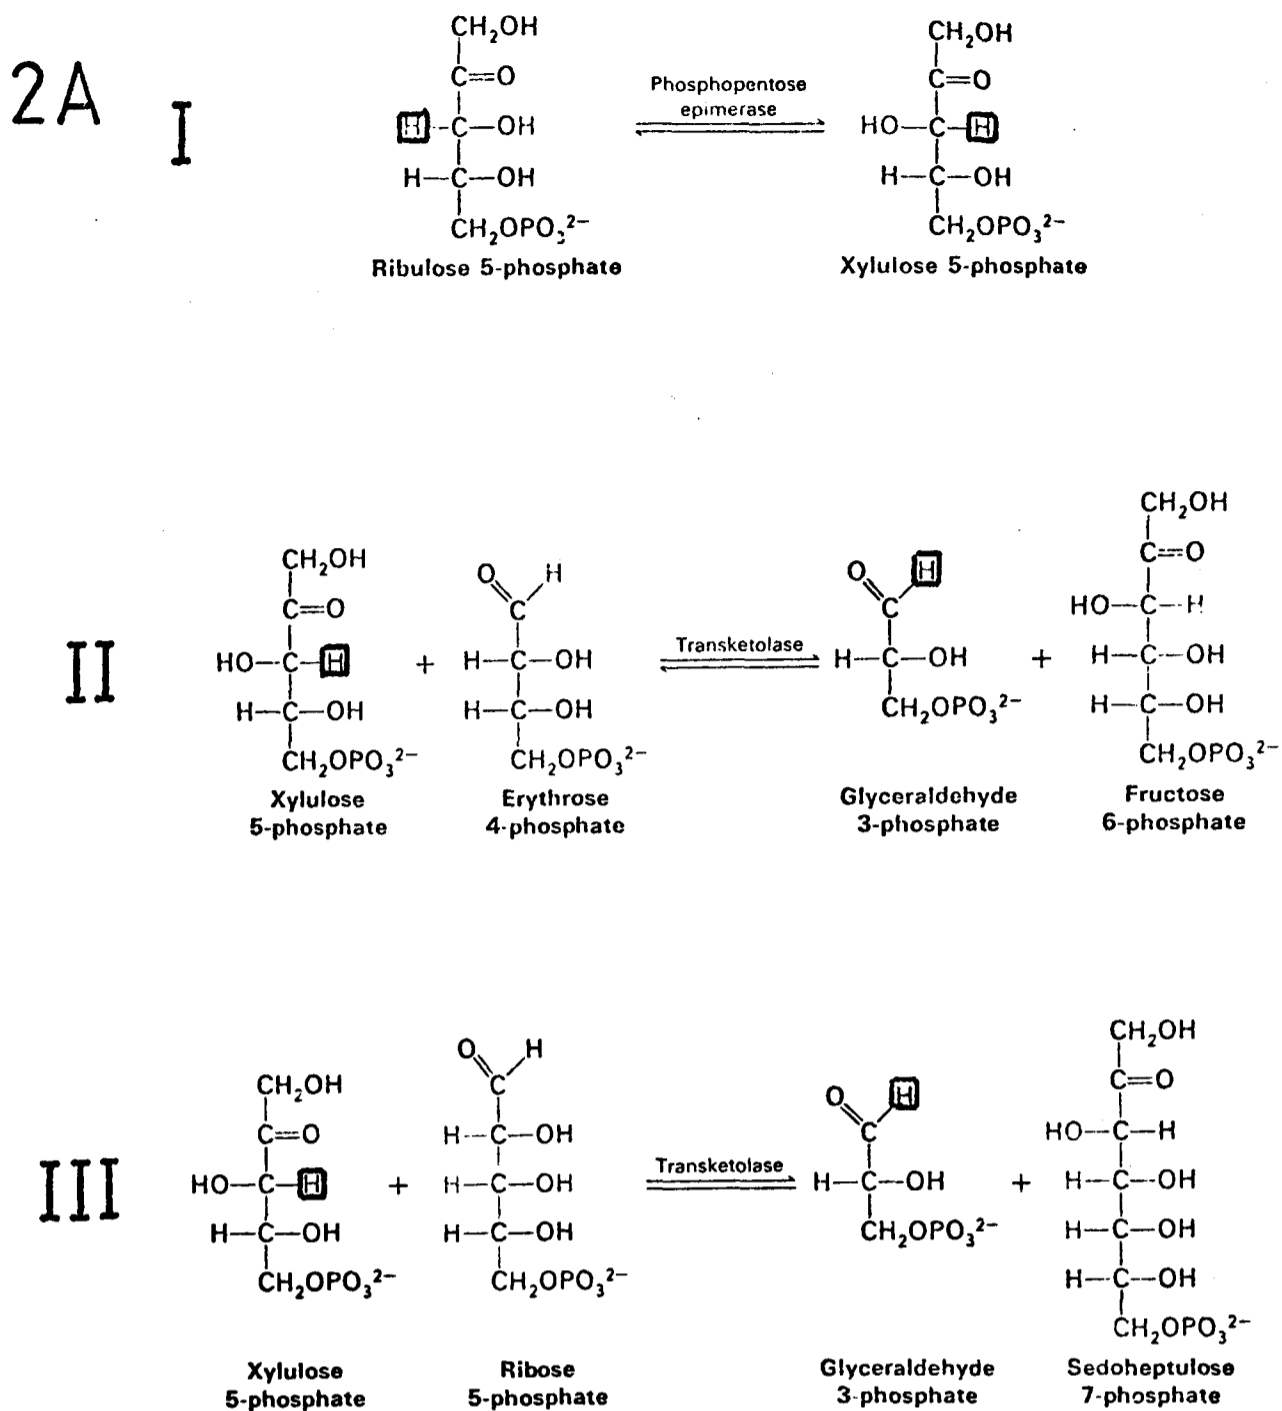 2A
I
CH2OH
C=O
H-C-OH
H-C-OH
CH2OPO3 2-
Ribulose 5-phosphate
Phosphopentose
epimerase
CH2OH
C=O
HO-C-H
H-C-OH
CH2OPO3 2-
Xylulose 5-phosphate
II
CH2OH
C=O
HO-C-H
H-C-OH
CH2OPO3 2-
Xylulose
5-phosphate
+
O H
C
H-C-OH
H-C-OH
CH2OPO3 2-
Erythrose
4-phosphate
Transketolase
O H
C
H-C-OH
CH2OPO3 2-
Glyceraldehyde
3-phosphate
+
CH2OH
C=O
HO-C-H
H-C-OH
H-C-OH
CH2OPO3 2-
Fructose
6-phosphate
III
CH2OH
C=O
HO-C-H
H-C-OH
CH2OPO3 2-
Xylulose
5-phosphate
+
O H
C
H-C-OH
H-C-OH
H-C-OH
CH2OPO3 2-
Ribose
5-phosphate
Transketolase
O H
C
H-C-OH
CH2OPO3 2-
Glyceraldehyde
3-phosphate
+
CH2OH
C=O
HO-C-H
H-C-OH
H-C-OH
H-C-OH
CH2OPO3 2-
Sedoheptulose
7-phosphate